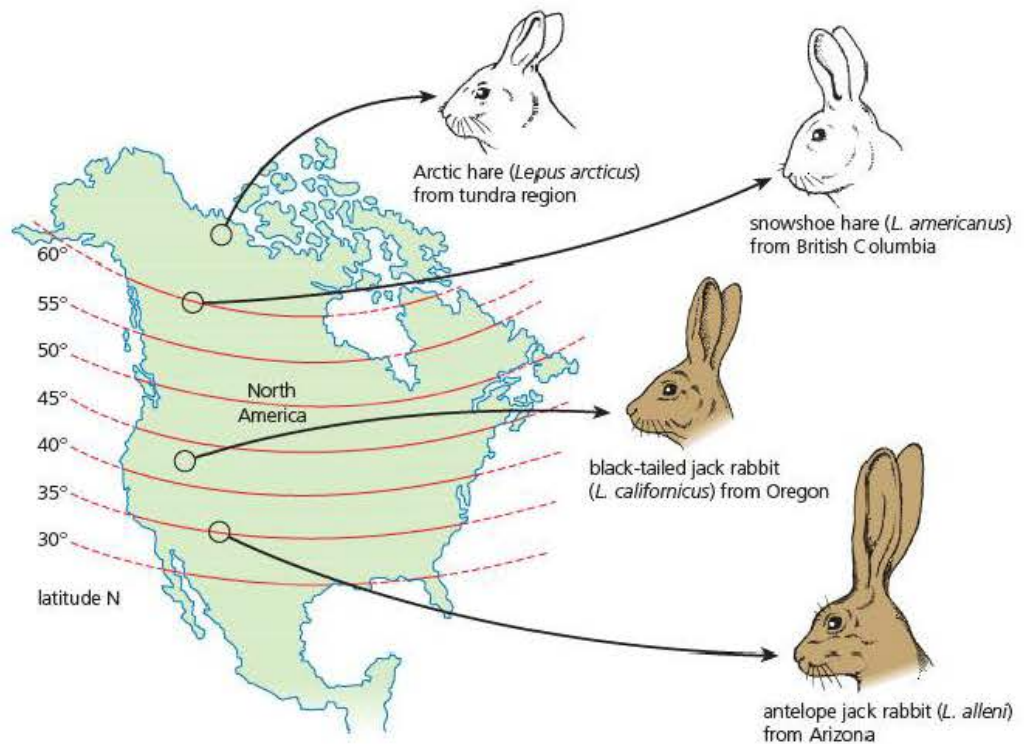 Arctic hare (Lepus arcticus)
from tundra region
snowshoe hare (L. americanus)
from British Columbia
60°
55°
50°
45°
40°
35°
30°
latitude N
North
America
black-tailed jack rabbit
(L. californicus) from Oregon
antelope jack rabbit (L. alleni)
from Arizona